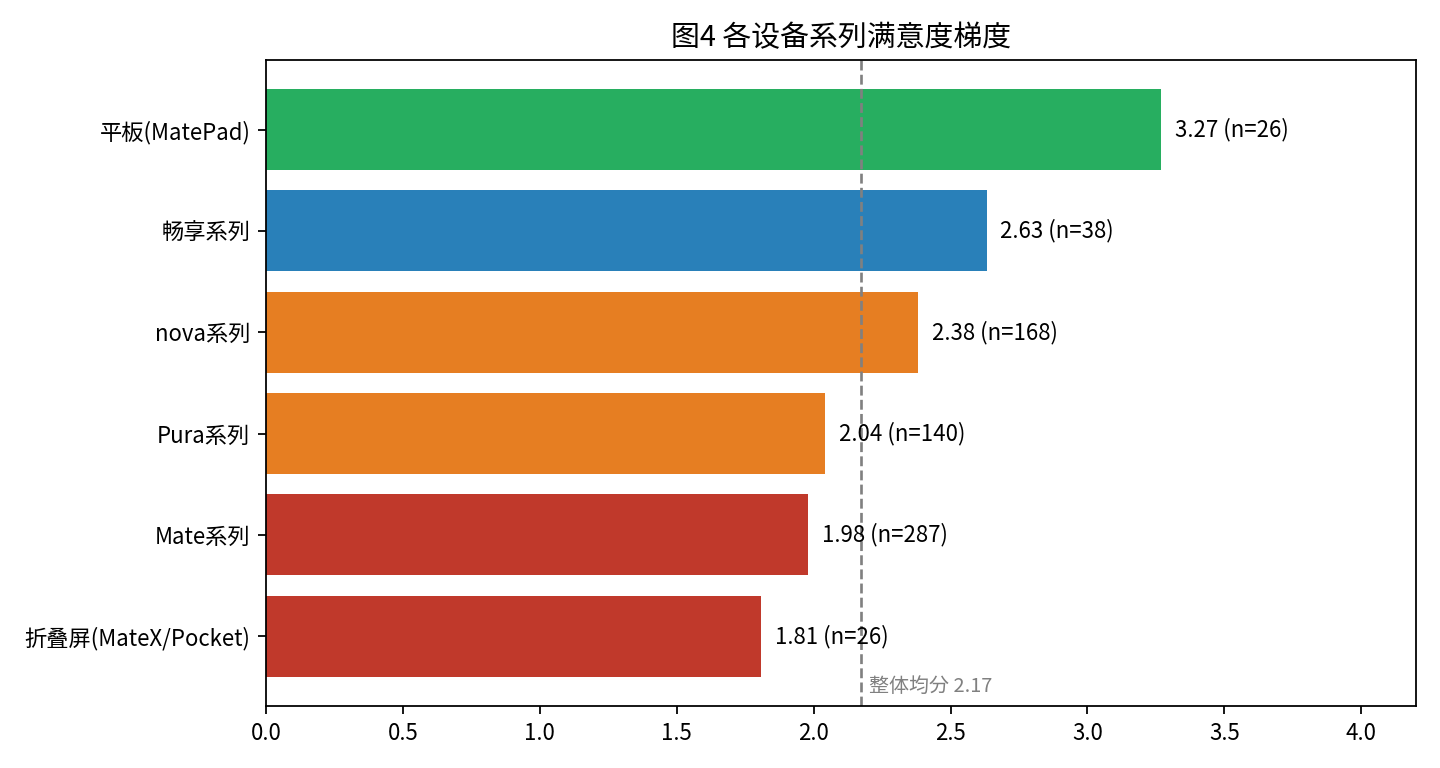 图4 各设备系列满意度梯度
平板(MatePad)
3.27 (n=26)
畅享系列
2.63 (n=38)
nova系列
2.38 (n=168)
Pura系列
2.04 (n=140)
Mate系列
1.98 (n=287)
折叠屏(MateX/Pocket)
1.81 (n=26)
整体均分 2.17
0.0 0.5 1.0 1.5 2.0 2.5 3.0 3.5 4.0